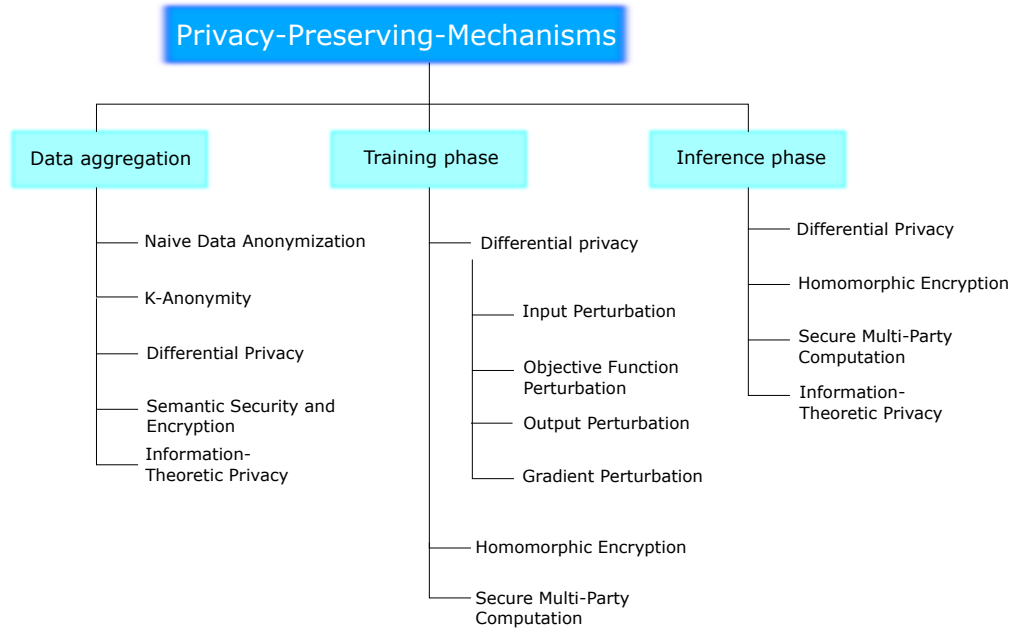 Privacy-Preserving-Mechanisms
Data aggregation
Naive Data Anonymization
K-Anonymity
Differential Privacy
Semantic Security and
Encryption
Information-
Theoretic Privacy
Training phase
Differential privacy
Input Perturbation
Objective Function
Perturbation
Output Perturbation
Gradient Perturbation
Homomorphic Encryption
Secure Multi-Party
Computation
Inference phase
Differential Privacy
Homomorphic Encryption
Secure Multi-Party
Computation
Information-
Theoretic Privacy